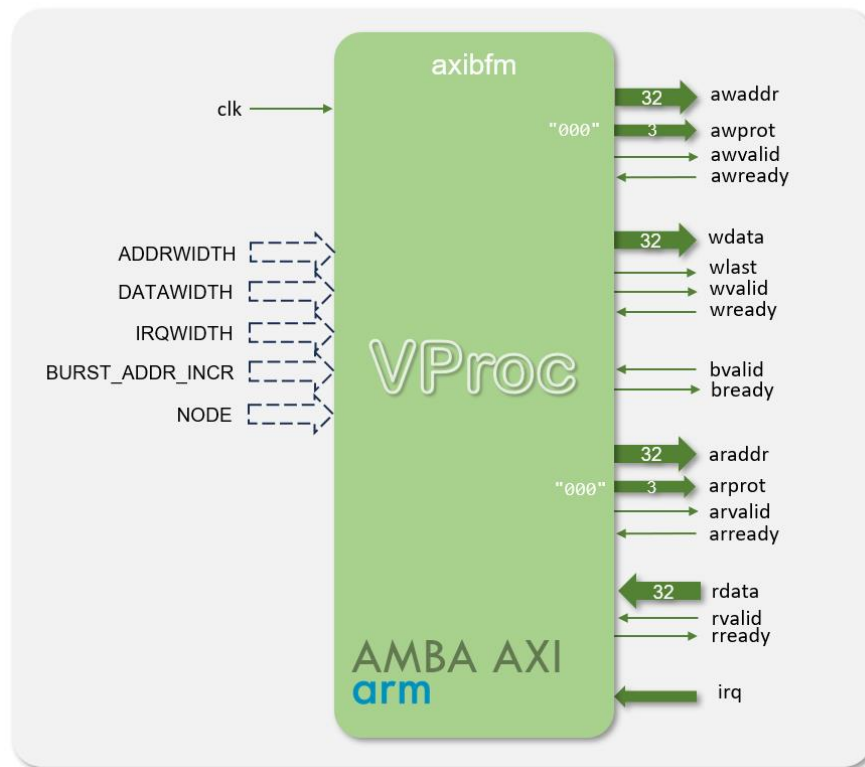 axibfm
clk
ADDRWIDTH
DATAWIDTH
IRQWIDTH
BURST_ADDR_INCR
NODE
VProc
32 awaddr
"000" 3 awprot
awvalid
awready
32 wdata
wlast
wvalid
wready
bvalid
bready
32 araddr
"000" 3 arprot
arvalid
arready
32 rdata
rvalid
rready
irq
AMBA AXI
arm